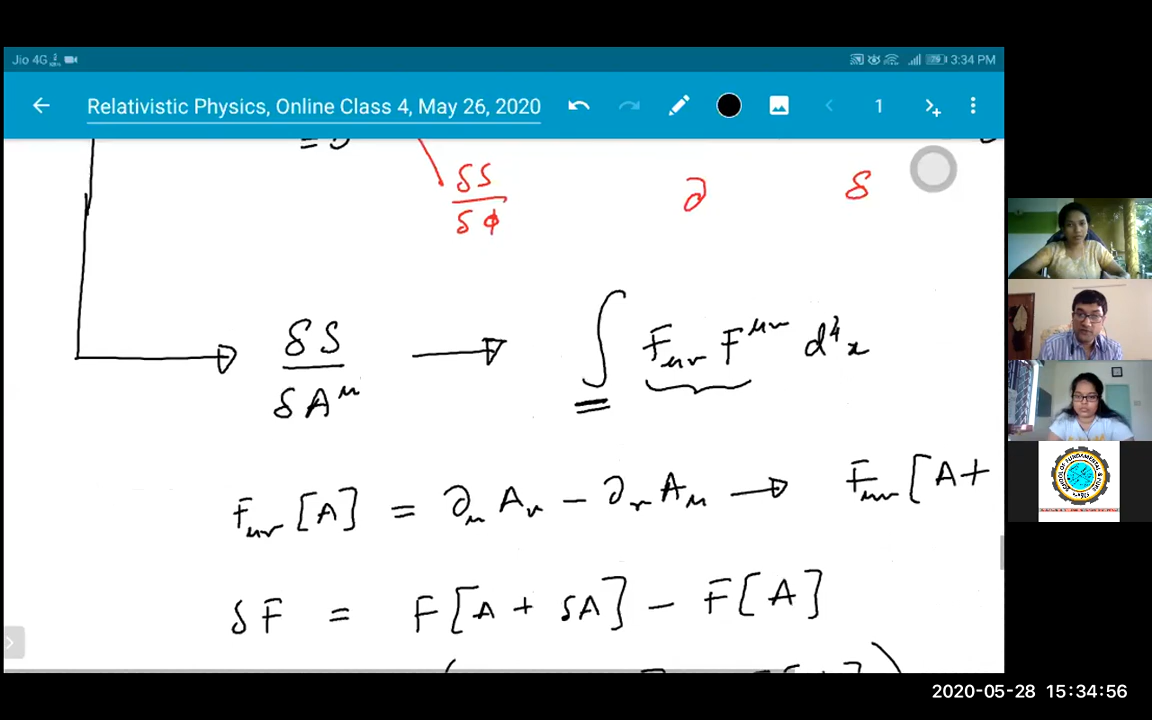 Jio 4G 3:34 PM
Relativistic Physics, Online Class 4, May 26, 2020 1
= 0
δS
δϕ
∂ δ
δS / δA^μ → ∫ F_μν F^μν d⁴x
F_μν [A] = ∂_μ A_ν − ∂_ν A_μ → F_μν [A+
δF = F[A + δA] − F[A]
2020-05-28 15:34:56